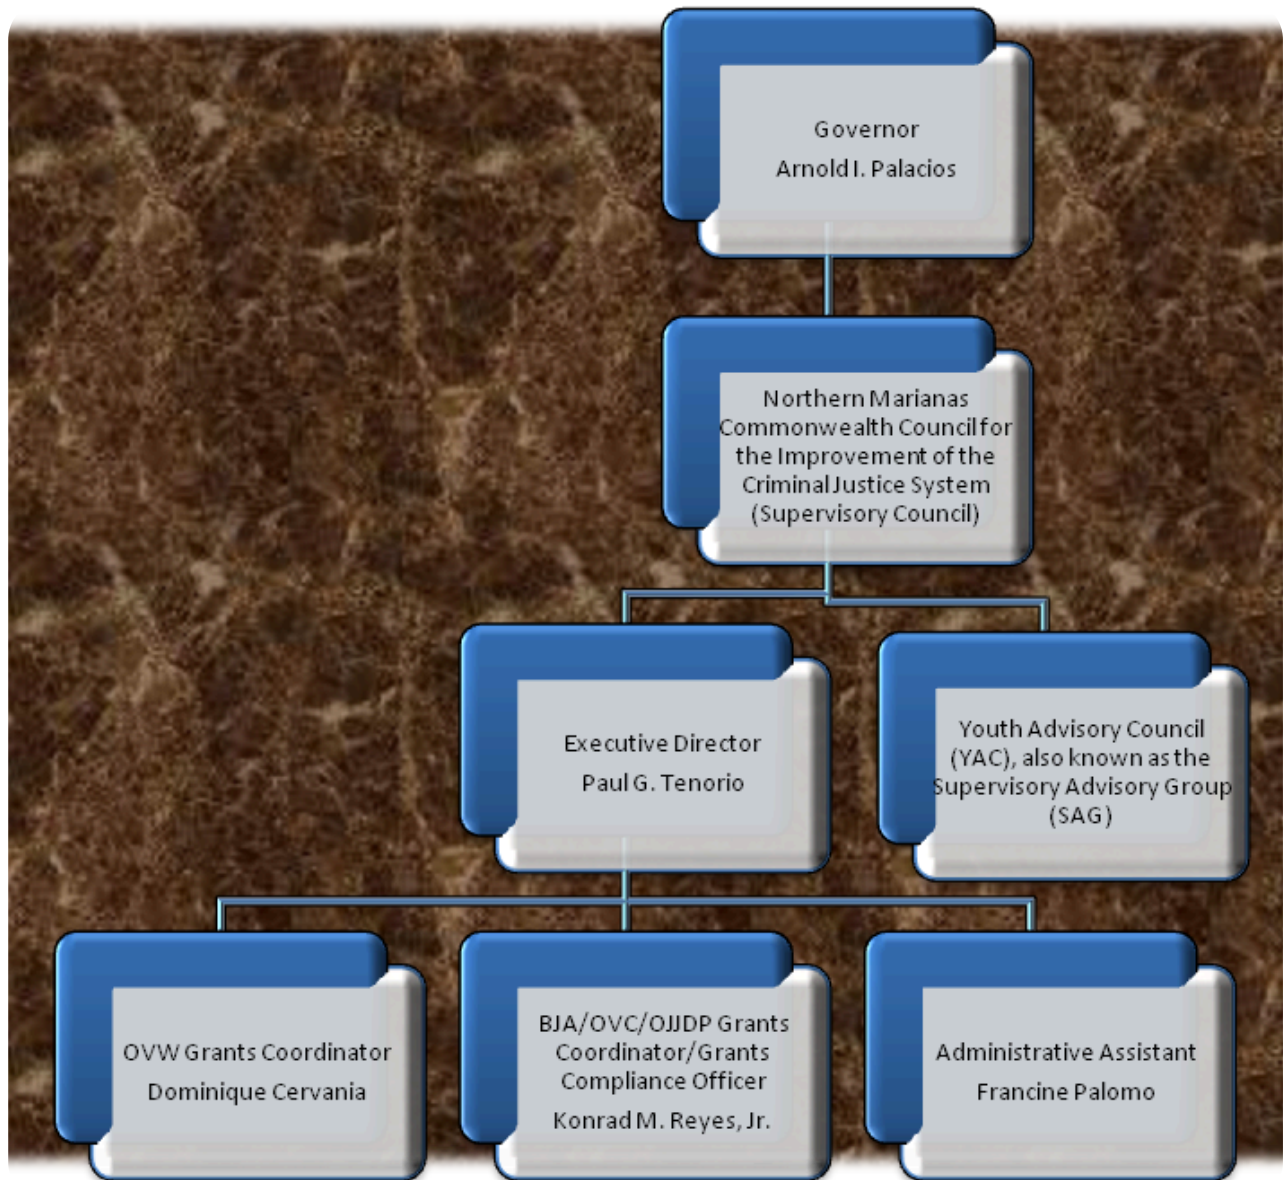 Governor
Arnold I. Palacios
Northern Marianas
Commonwealth Council for
the Improvement of the
Criminal Justice System
(Supervisory Council)
Executive Director
Paul G. Tenorio
Youth Advisory Council
(YAC), also known as the
Supervisory Advisory Group
(SAG)
OVW Grants Coordinator
Dominique Cervania
BJA/OVC/OJJDP Grants
Coordinator/Grants
Compliance Officer
Konrad M. Reyes, Jr.
Administrative Assistant
Francine Palomo